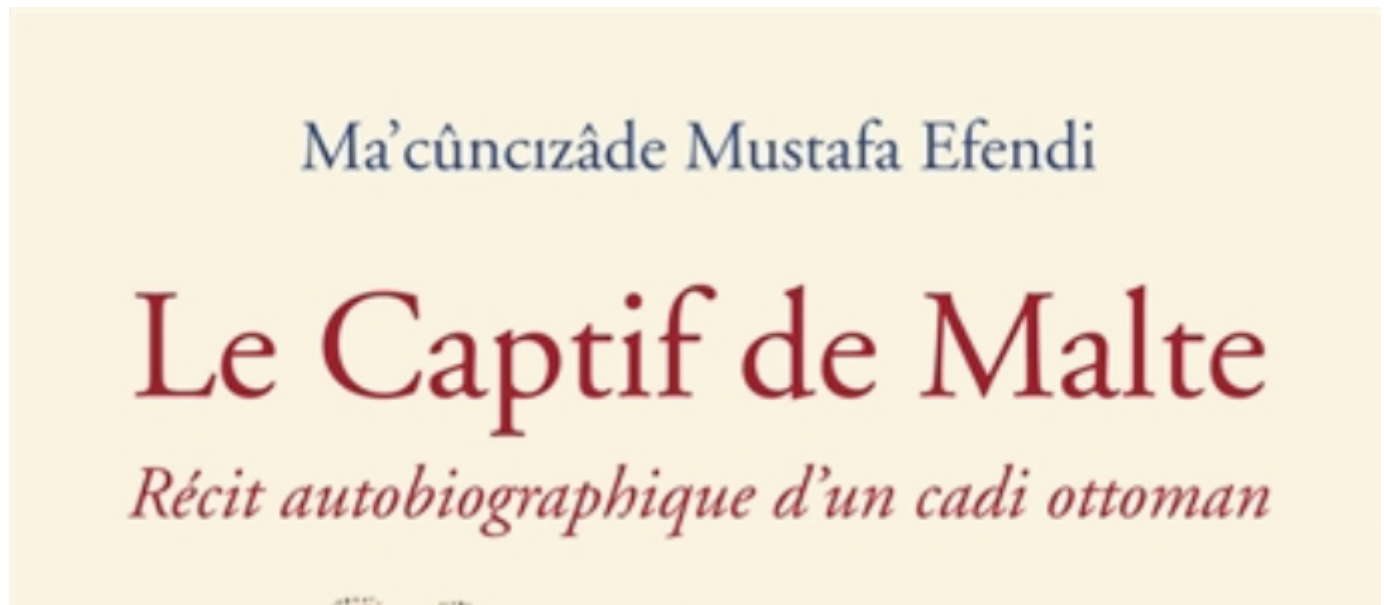 Ma’cûncızâde Mustafa Efendi
Le Captif de Malte
Récit autobiographique d’un cadi ottoman